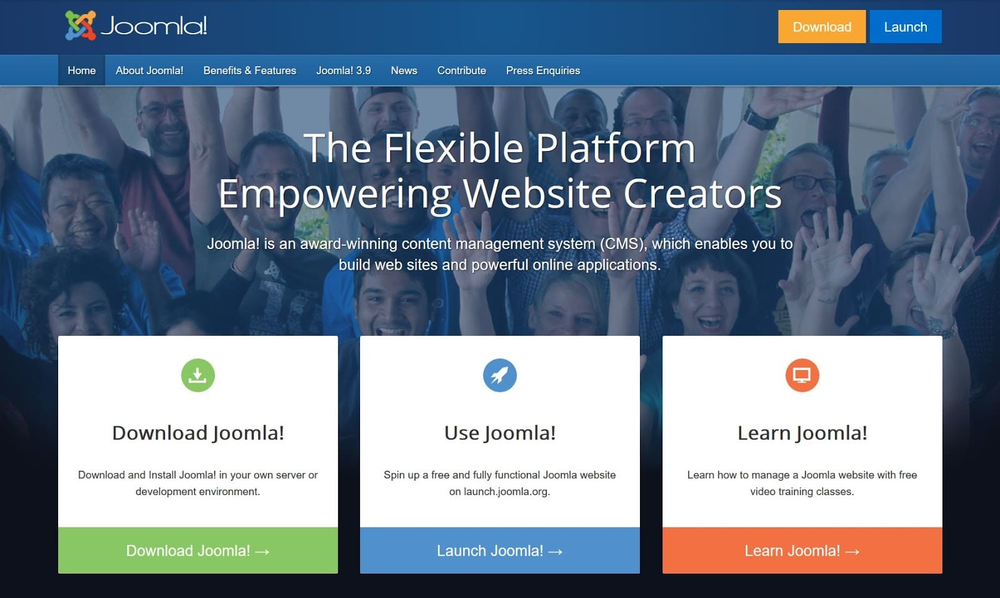 Joomla!
Download
Launch
Home
About Joomla!
Benefits & Features
Joomla! 3.9
News
Contribute
Press Enquiries
The Flexible Platform
Empowering Website Creators
Joomla! is an award-winning content management system (CMS), which enables you to
build web sites and powerful online applications.
Download Joomla!
Download and Install Joomla! in your own server or
development environment.
Download Joomla! →
Use Joomla!
Spin up a free and fully functional Joomla website
on launch.joomla.org.
Launch Joomla! →
Learn Joomla!
Learn how to manage a Joomla website with free
video training classes.
Learn Joomla! →